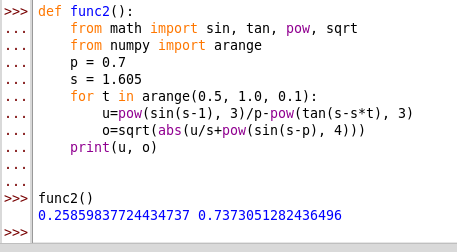 >>> def func2():
...     from math import sin, tan, pow, sqrt
...     from numpy import arange
...     p = 0.7
...     s = 1.605
...     for t in arange(0.5, 1.0, 0.1):
...         u=pow(sin(s-1), 3)/p-pow(tan(s-s*t), 3)
...         o=sqrt(abs(u/s+pow(sin(s-p), 4)))
...     print(u, o)
...
...
>>> func2()
0.25859837724434737 0.7373051282436496
>>>